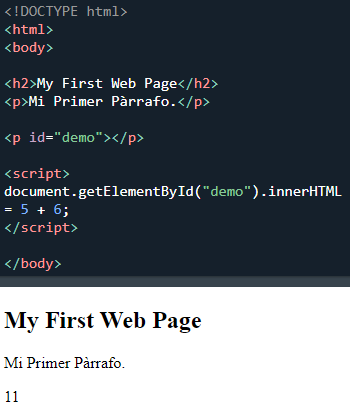 <!DOCTYPE html>
<html>
<body>
<h2>My First Web Page</h2>
<p>Mi Primer Pàrrafo.</p>
<p id="demo"></p>
<script>
document.getElementById("demo").innerHTML
= 5 + 6;
</script>
</body>
My First Web Page
Mi Primer Pàrrafo.
11